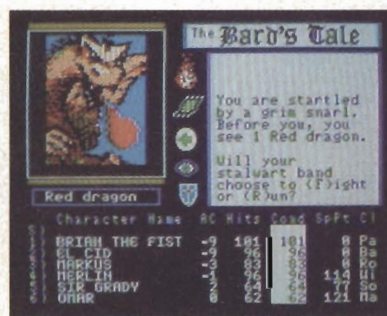 The Bard's Tale
You are startled
by a grim snarl.
Before you, you
see 1 Red dragon.
Will your
stalwart band
choose to (F)ight
or (R)un?
Red dragon
Character Name AC Hits Cond SpPt Cl
S)
1) BRIAN THE FIST -9 101 101 0 Pa
2) EL CID -9 96 96 0 Ba
3) MARKUS -3 83 83 0 Ro
4) MERLIN -1 96 96 114 Wi
5) SIR GRADY 2 64 64 77 So
6) OMAR 0 62 62 121 Ma